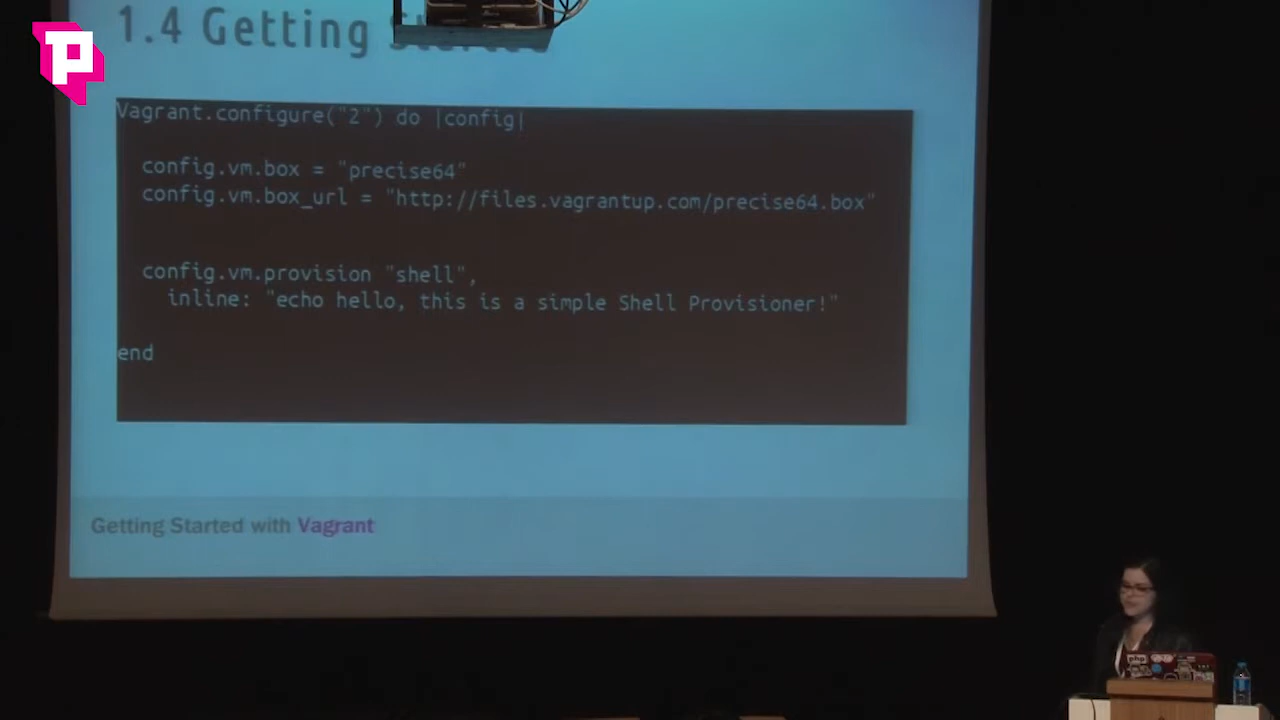 1.4 Getting
Vagrant.configure("2") do |config|
config.vm.box = "precise64"
config.vm.box_url = "http://files.vagrantup.com/precise64.box"
config.vm.provision "shell",
inline: "echo hello, this is a simple Shell Provisioner!"
end
Getting Started with Vagrant
P
php